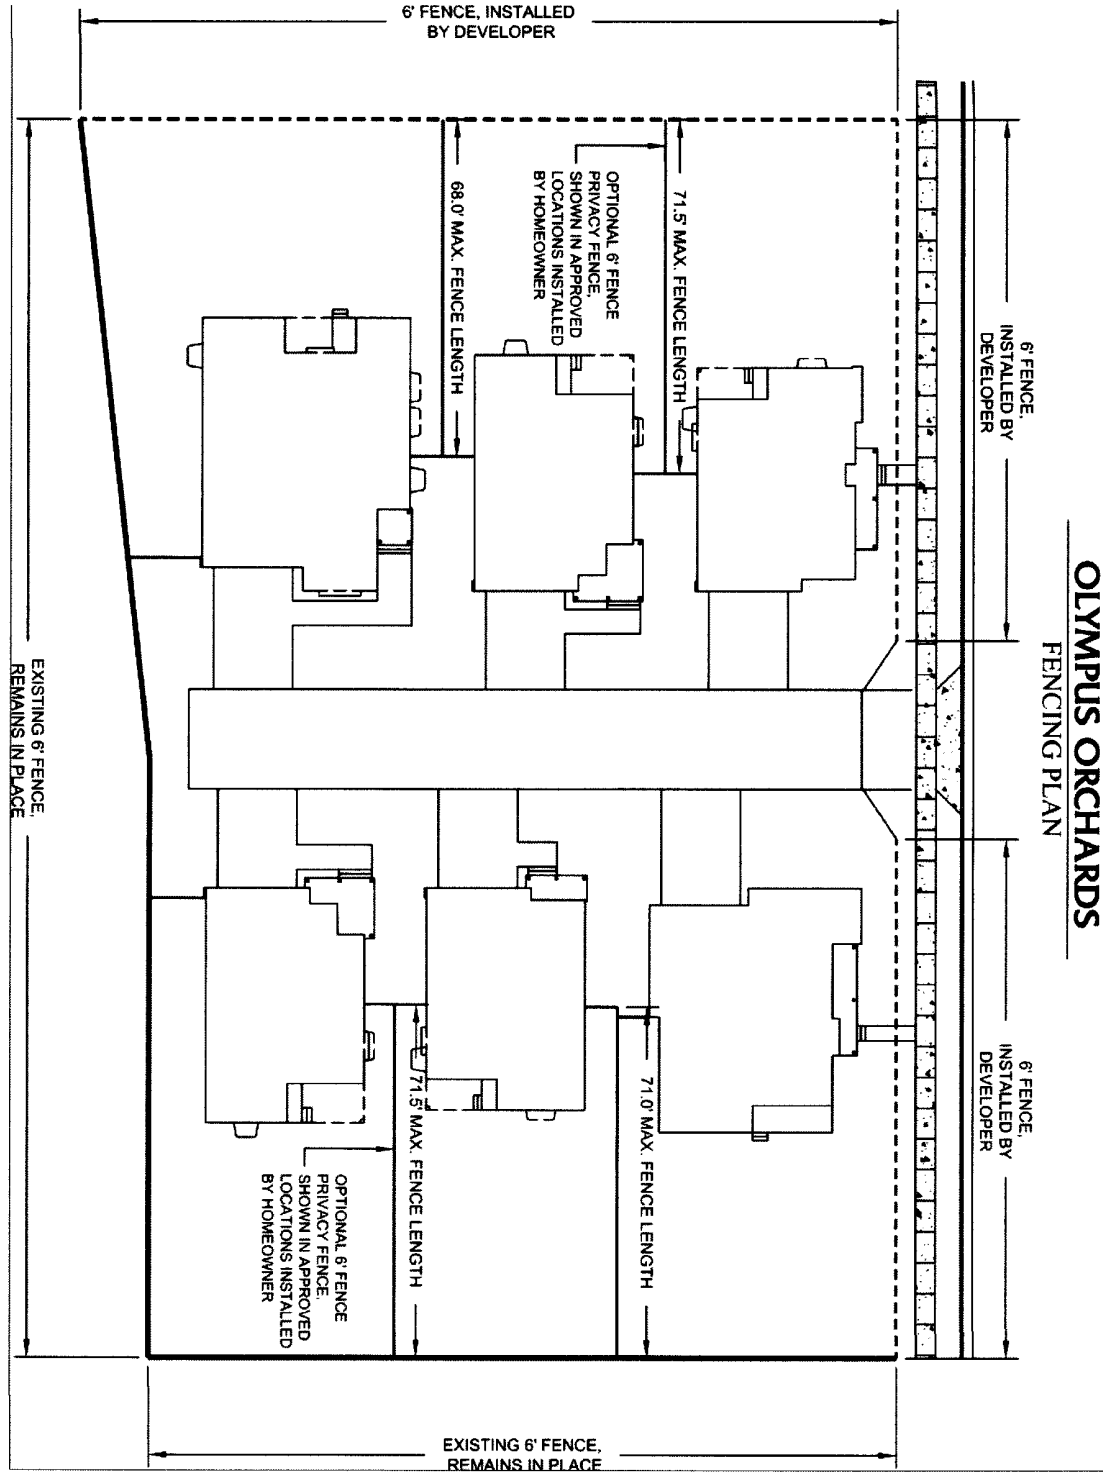 OLYMPUS ORCHARDS
FENCING PLAN
6' FENCE, INSTALLED
BY DEVELOPER
6' FENCE,
INSTALLED BY
DEVELOPER
6' FENCE,
INSTALLED BY
DEVELOPER
71.5' MAX. FENCE LENGTH
OPTIONAL 6' FENCE
PRIVACY FENCE,
SHOWN IN APPROVED
LOCATIONS INSTALLED
BY HOMEOWNER
68.0' MAX. FENCE LENGTH
71.0' MAX. FENCE LENGTH
71.5' MAX. FENCE LENGTH
OPTIONAL 6' FENCE
PRIVACY FENCE,
SHOWN IN APPROVED
LOCATIONS INSTALLED
BY HOMEOWNER
EXISTING 6' FENCE,
REMAINS IN PLACE
EXISTING 6' FENCE,
REMAINS IN PLACE